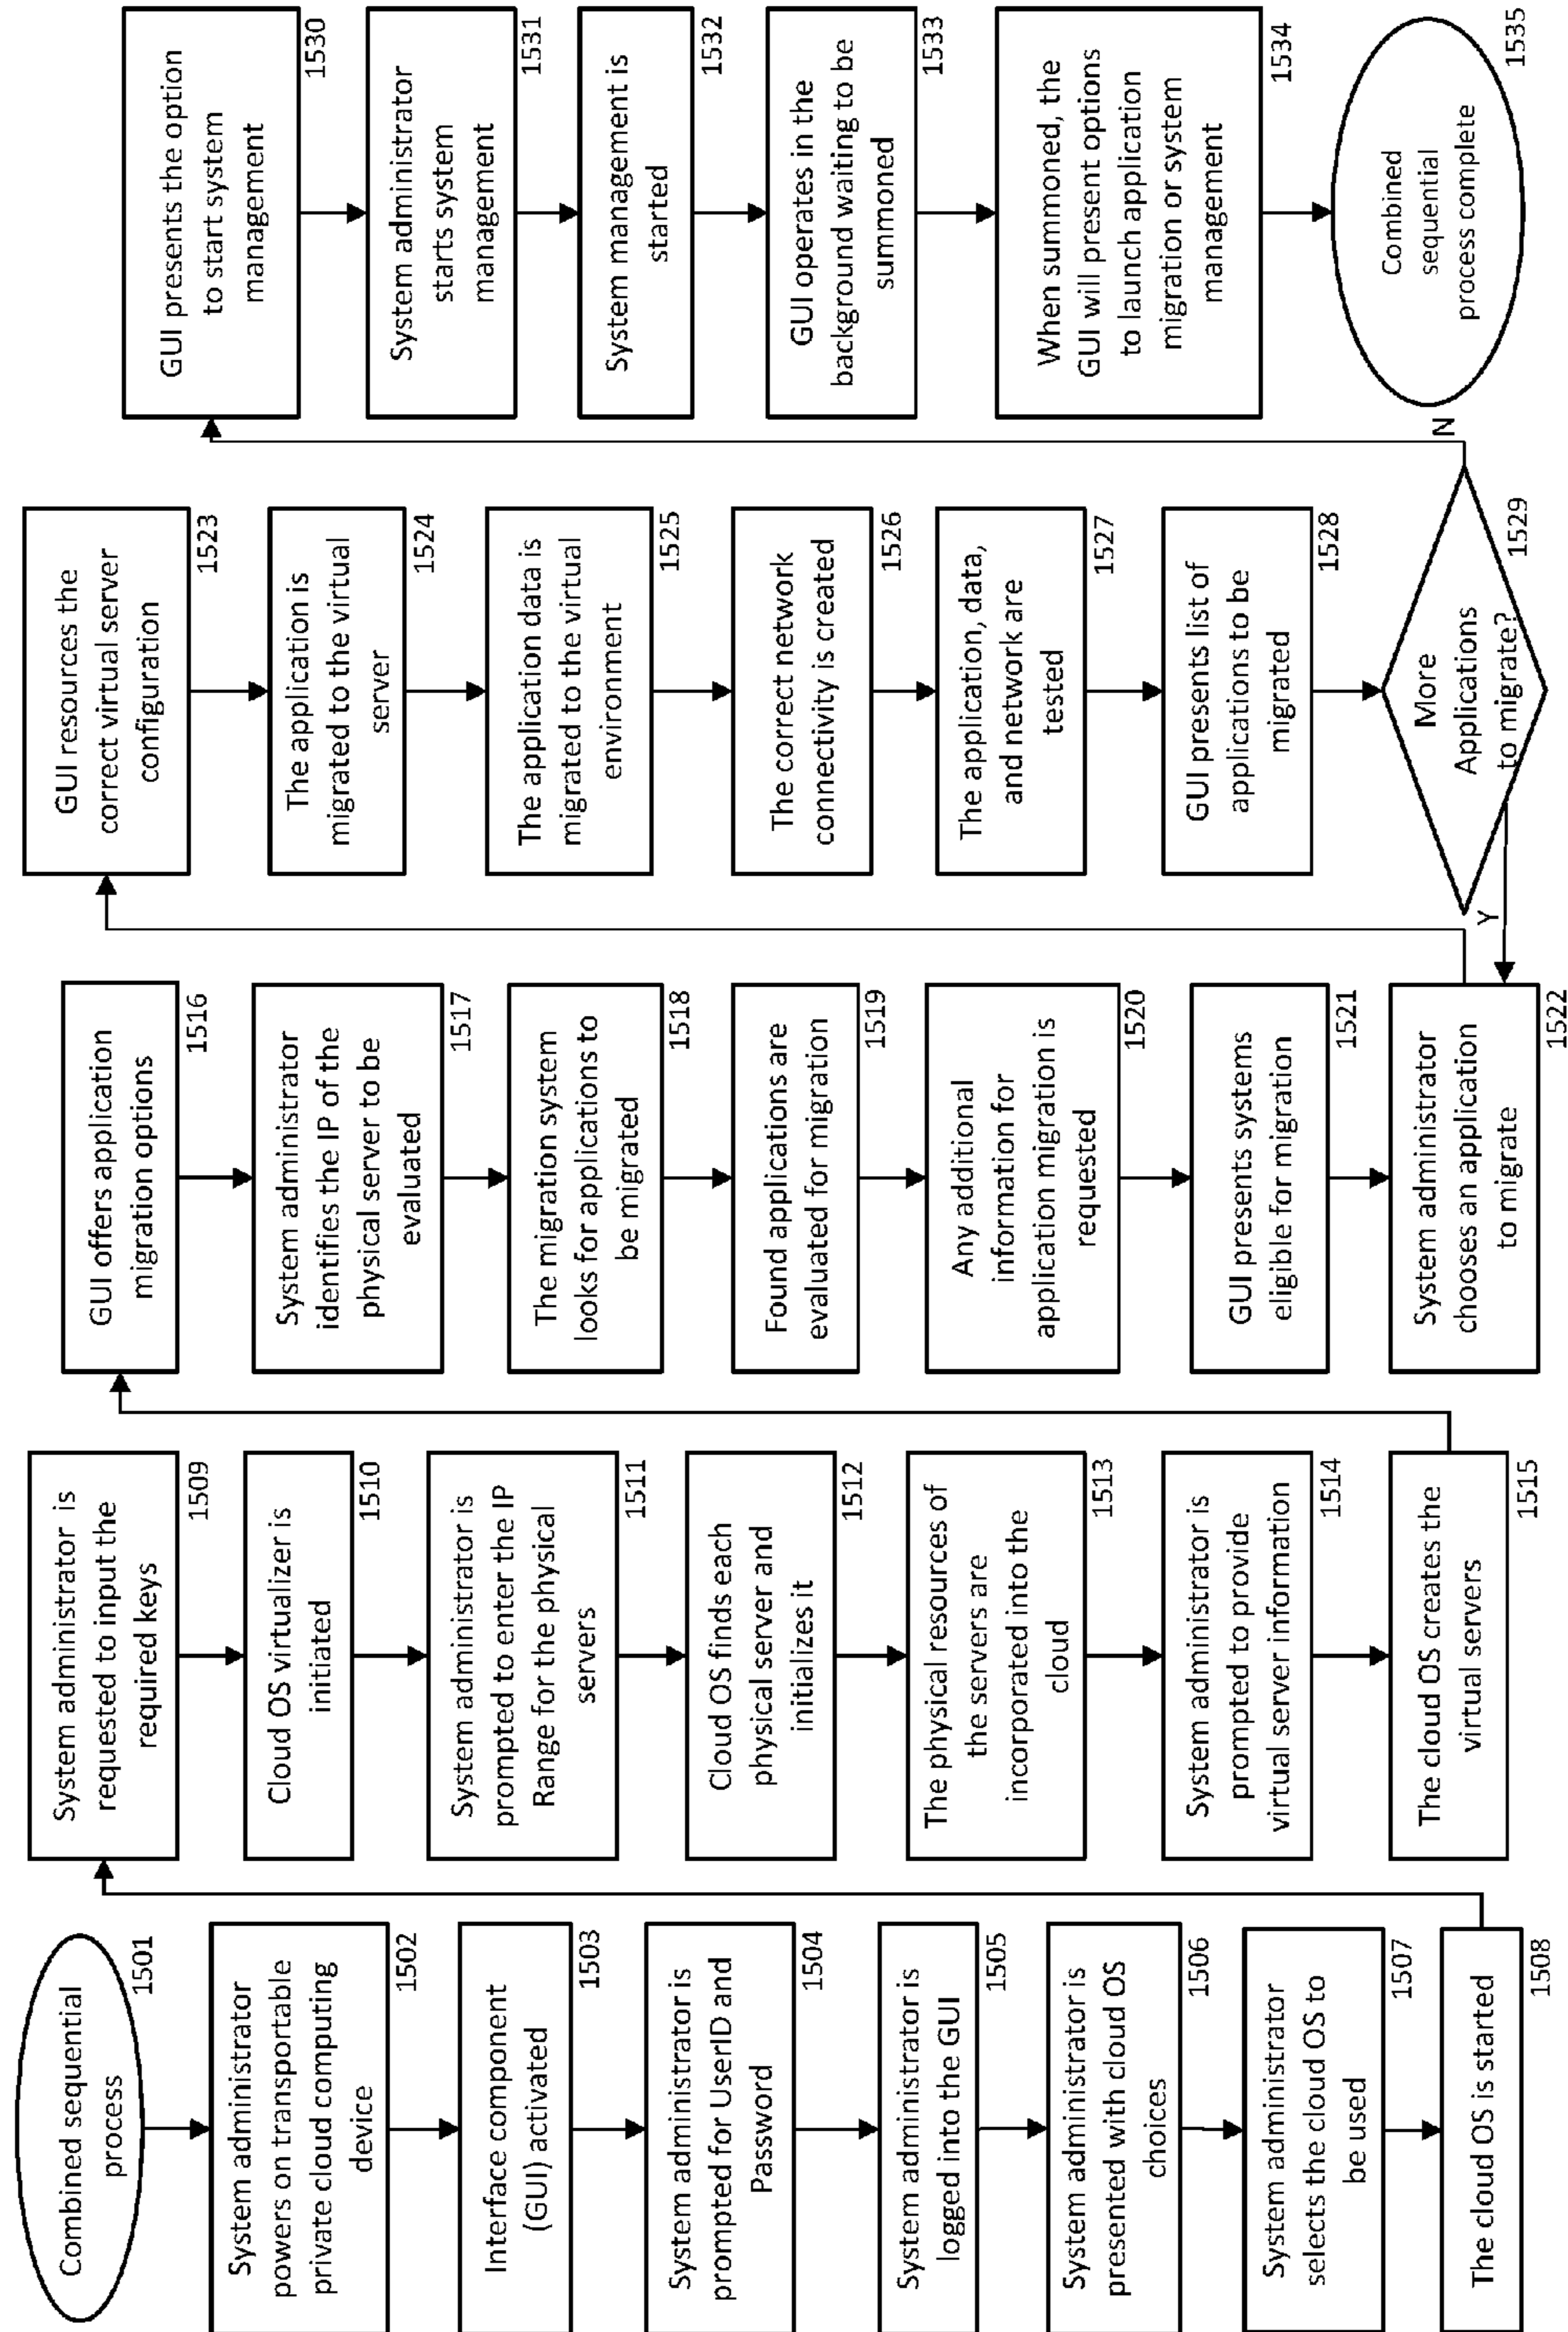 Combined sequential
process
1501
System administrator
powers on transportable
private cloud computing
device
1502
Interface component
(GUI) activated
1503
System administrator is
prompted for UserID and
Password
1504
System administrator is
logged into the GUI
1505
System administrator is
presented with cloud OS
choices
1506
System administrator
selects the cloud OS to
be used
1507
The cloud OS is started
1508
System administrator is
requested to input the
required keys
1509
Cloud OS virtualizer is
initiated
1510
System administrator is
prompted to enter the IP
Range for the physical
servers
1511
Cloud OS finds each
physical server and
initializes it
1512
The physical resources of
the servers are
incorporated into the
cloud
1513
System administrator is
prompted to provide
virtual server information
1514
The cloud OS creates the
virtual servers
1515
GUI offers application
migration options
1516
System administrator
identifies the IP of the
physical server to be
evaluated
1517
The migration system
looks for applications to
be migrated
1518
Found applications are
evaluated for migration
1519
Any additional
information for
application migration is
requested
1520
GUI presents systems
eligible for migration
1521
System administrator
chooses an application
to migrate
1522
GUI resources the
correct virtual server
configuration
1523
The application is
migrated to the virtual
server
1524
The application data is
migrated to the virtual
environment
1525
The correct network
connectivity is created
1526
The application, data,
and network are
tested
1527
GUI presents list of
applications to be
migrated
1528
More
Applications
to migrate?
1529
Y
N
GUI presents the option
to start system
management
1530
System administrator
starts system
management
1531
System management is
started
1532
GUI operates in the
background waiting to be
summoned
1533
When summoned, the
GUI will present options
to launch application
migration or system
management
1534
Combined
sequential
process complete
1535